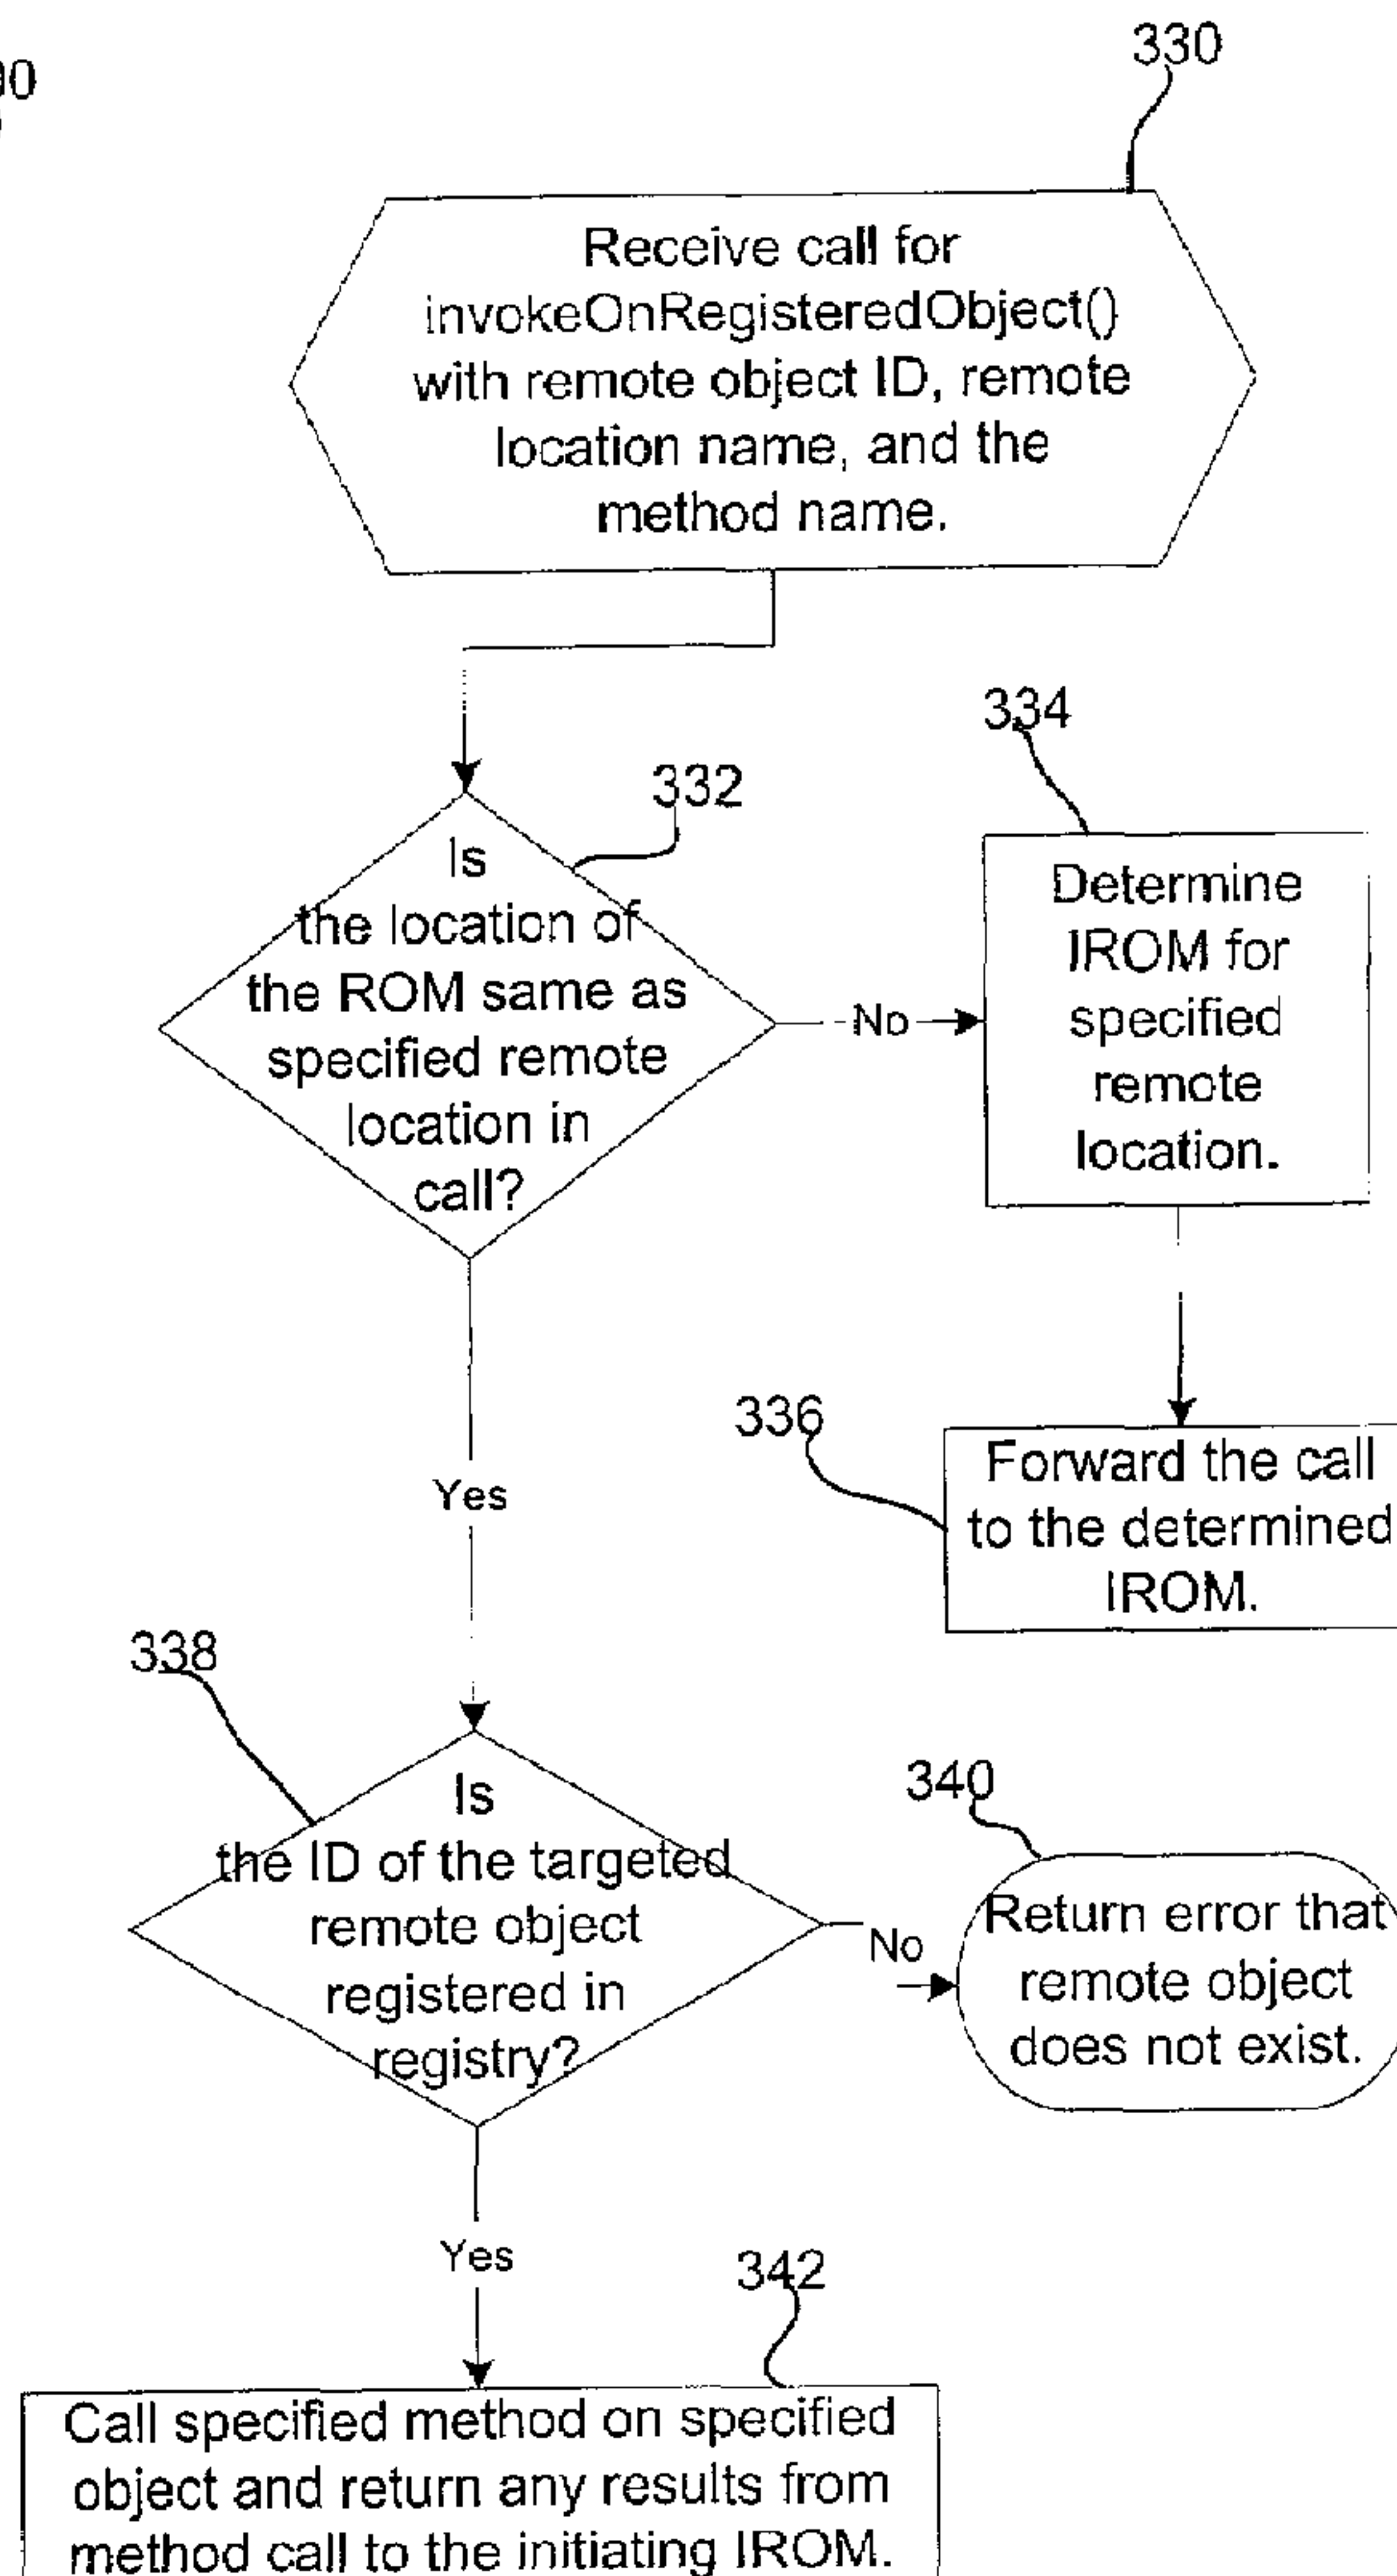 330
Receive call for
invokeOnRegisteredObject()
with remote object ID, remote
location name, and the
method name.
332
Is
the location of
the ROM same as
specified remote
location in
call?
No
334
Determine
IROM for
specified
remote
location.
336
Forward the call
to the determined
IROM.
Yes
338
Is
the ID of the targeted
remote object
registered in
registry?
No
340
Return error that
remote object
does not exist.
Yes
342
Call specified method on specified
object and return any results from
method call to the initiating IROM.